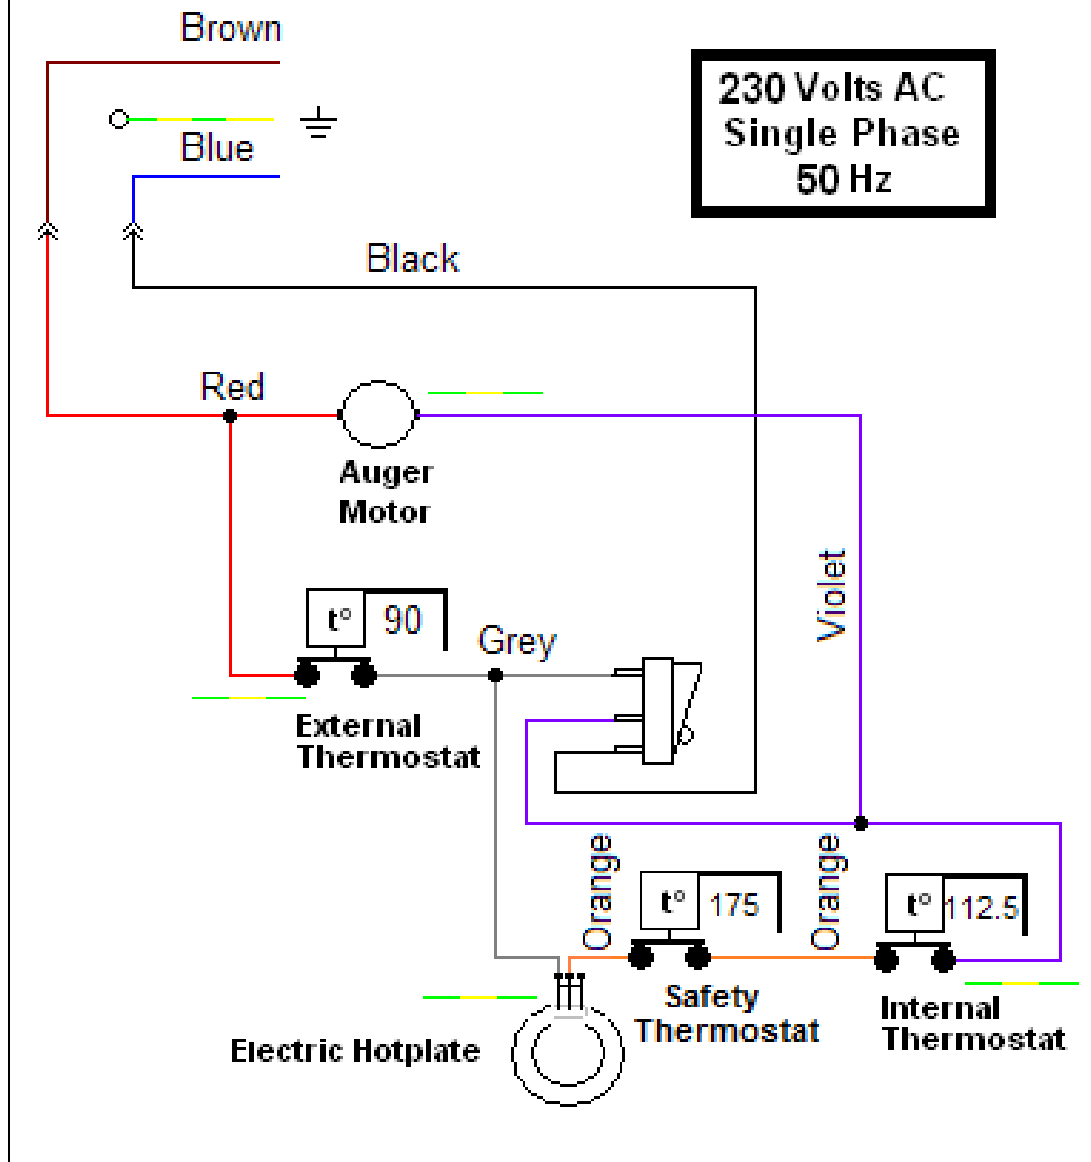 Brown
230 Volts AC
Single Phase
50 Hz
Blue
Black
Red
Auger
Motor
Violet
t°
90
Grey
External
Thermostat
Orange
t°
175
Orange
t°
112.5
Safety
Thermostat
Internal
Thermostat
Electric Hotplate